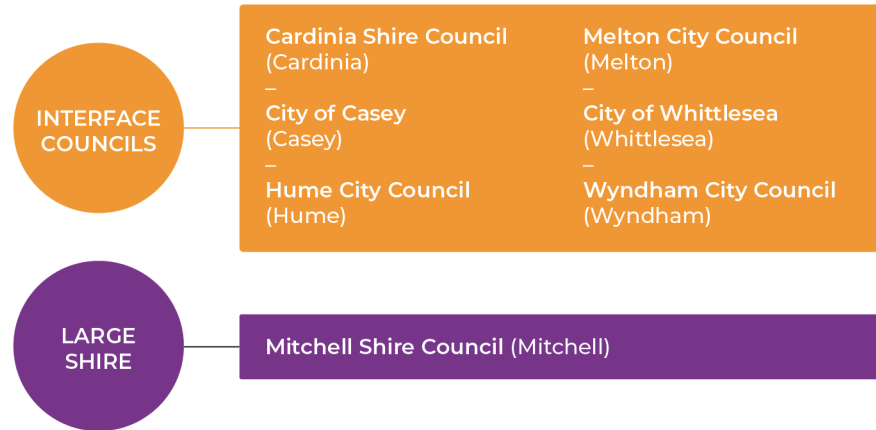 INTERFACE
COUNCILS
Cardinia Shire Council
(Cardinia)
–
City of Casey
(Casey)
–
Hume City Council
(Hume)
Melton City Council
(Melton)
–
City of Whittlesea
(Whittlesea)
–
Wyndham City Council
(Wyndham)
LARGE
SHIRE
Mitchell Shire Council (Mitchell)